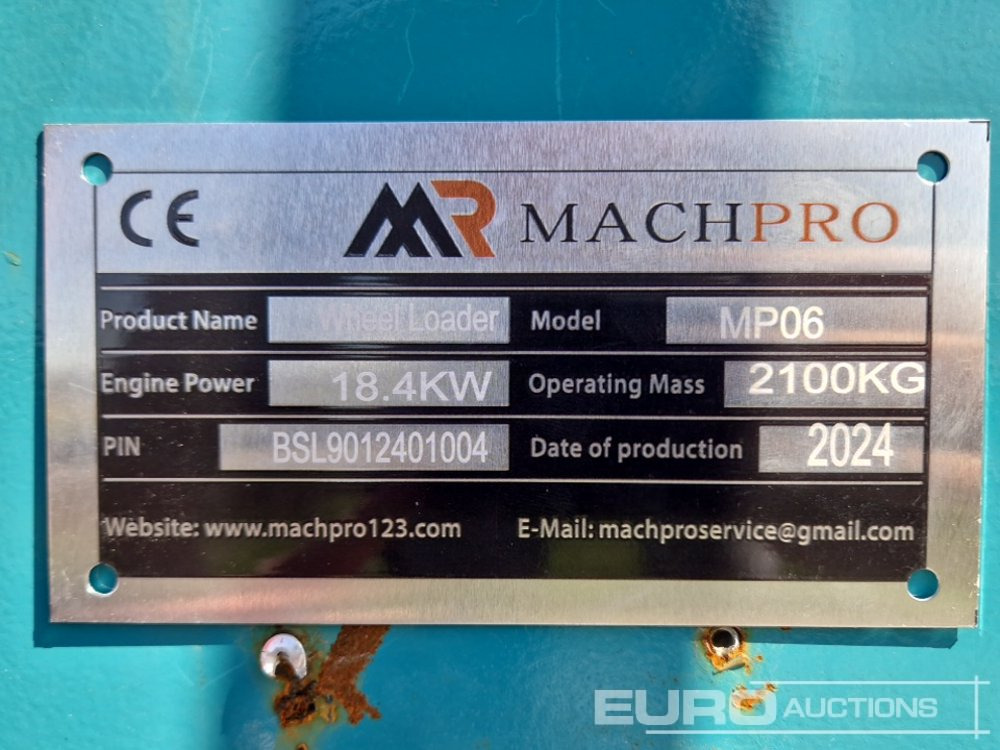 CE MR MACHPRO
Product Name Wheel Loader Model MP06
Engine Power 18.4KW Operating Mass 2100KG
PIN BSL9012401004 Date of production 2024
Website: www.machpro123.com E-Mail: machproservice@gmail.com
EURO AUCTIONS